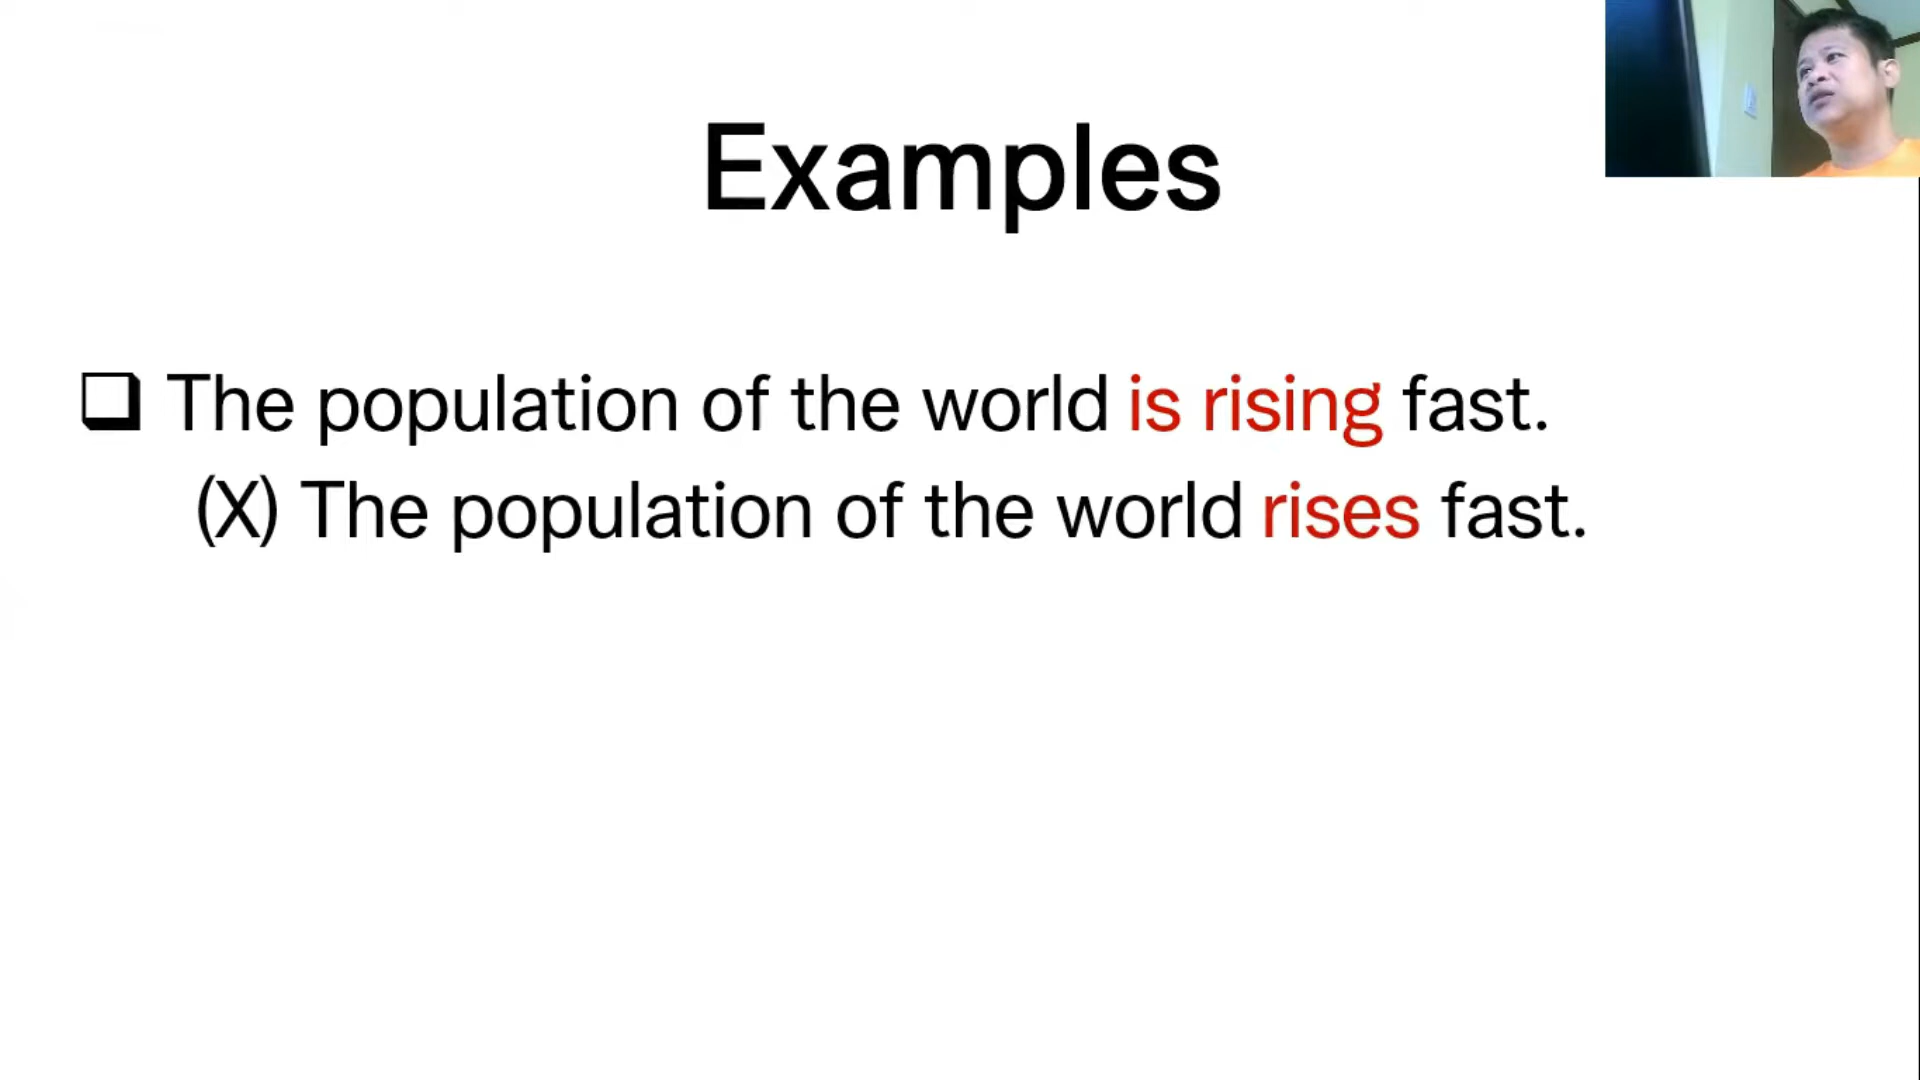 Examples
❑ The population of the world is rising fast.
(X) The population of the world rises fast.